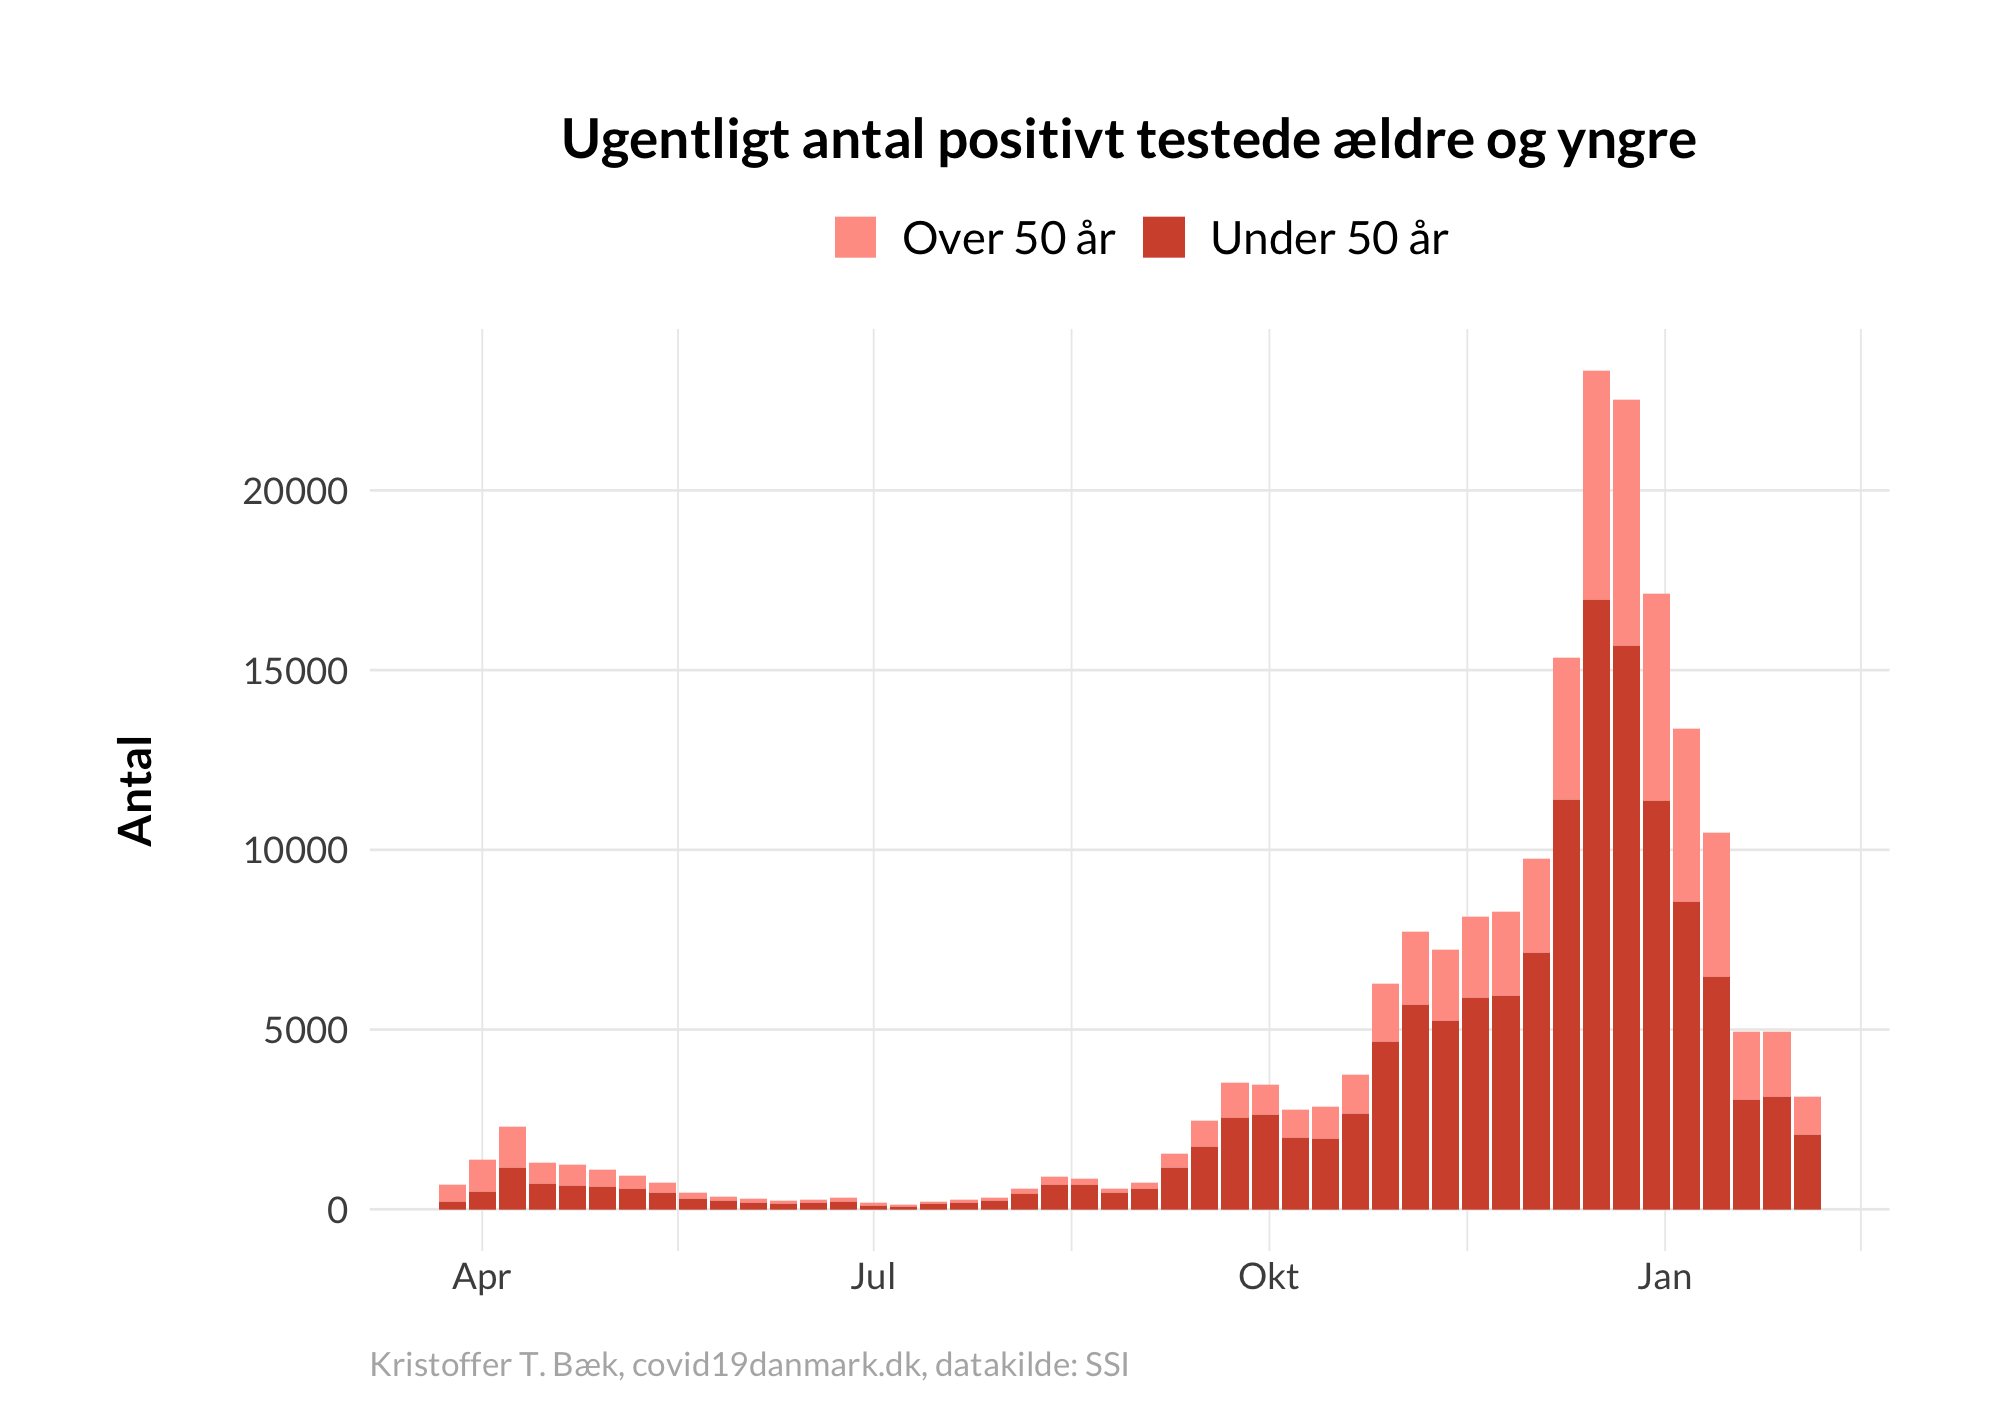 Ugentligt antal positivt testede ældre og yngre
Over 50 år Under 50 år
Antal
20000
15000
10000
5000
0
Apr Jul Okt Jan
Kristoffer T. Bæk, covid19danmark.dk, datakilde: SSI